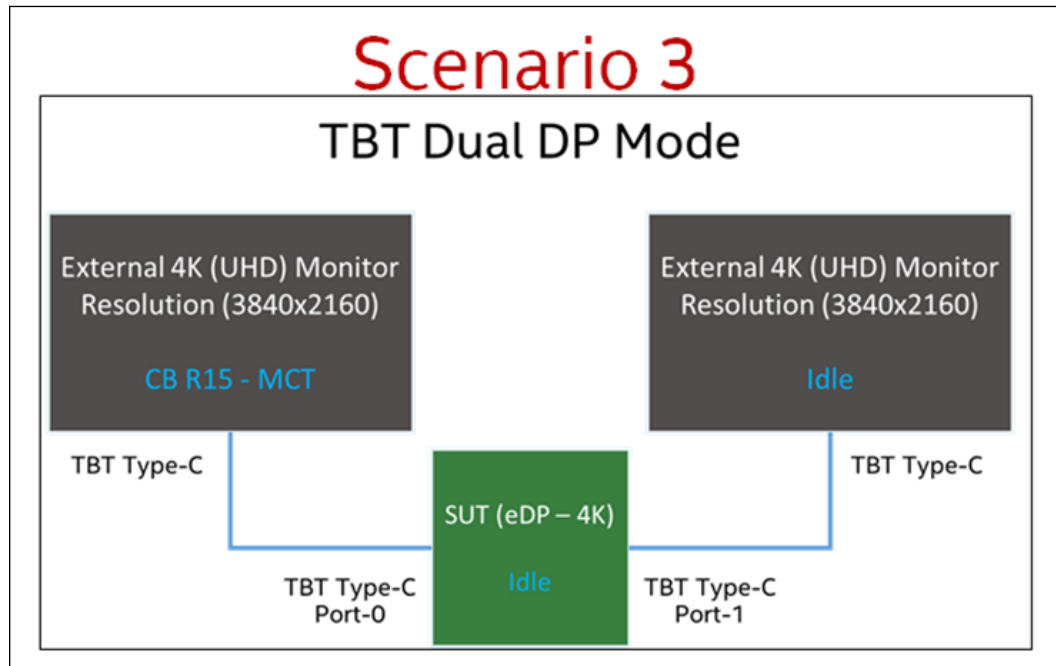 Scenario 3
TBT Dual DP Mode
External 4K (UHD) Monitor
Resolution (3840x2160)
CB R15 - MCT
External 4K (UHD) Monitor
Resolution (3840x2160)
Idle
TBT Type-C
TBT Type-C
SUT (eDP – 4K)
Idle
TBT Type-C
Port-0
TBT Type-C
Port-1